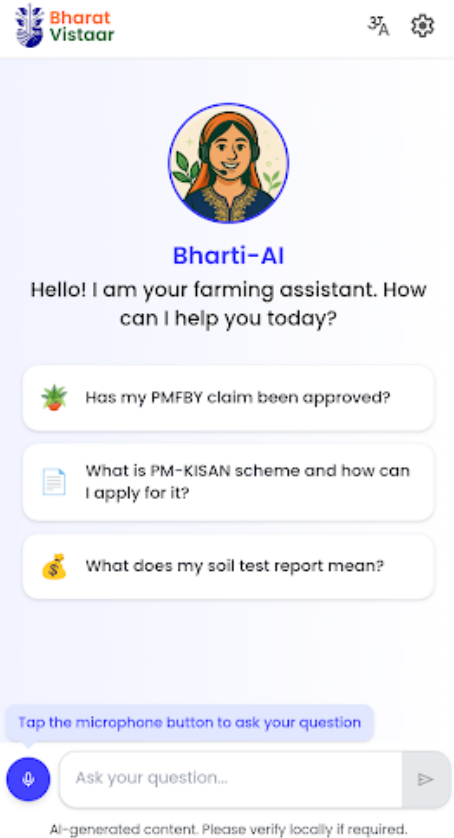 Bharat
Vistaar
अ
A
Bharti-AI
Hello! I am your farming assistant. How
can I help you today?
Has my PMFBY claim been approved?
What is PM-KISAN scheme and how can
I apply for it?
What does my soil test report mean?
Tap the microphone button to ask your question
Ask your question...
AI-generated content. Please verify locally if required.